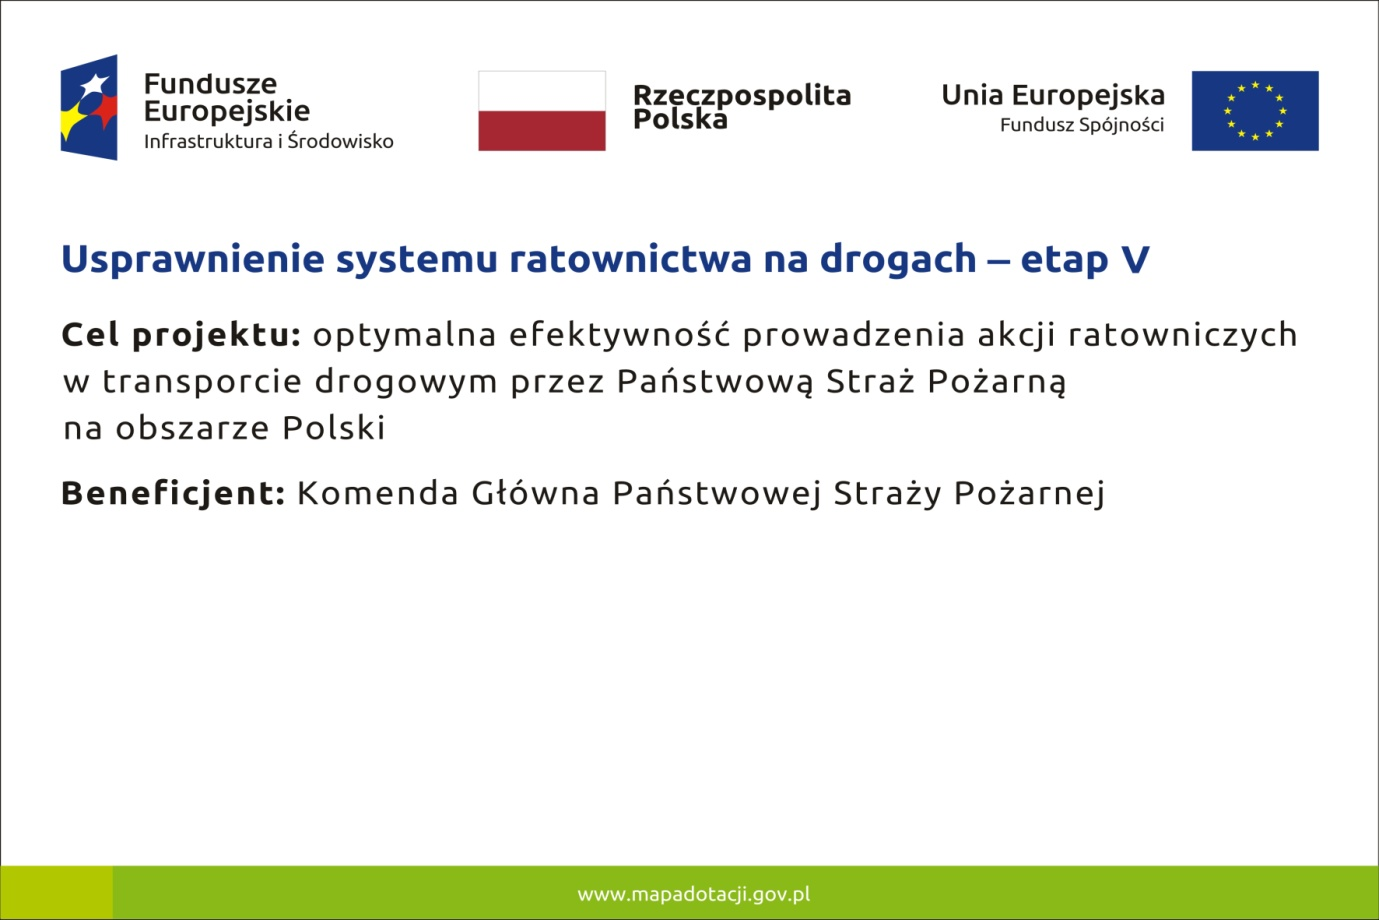 Fundusze
Europejskie
Infrastruktura i Środowisko
Rzeczpospolita
Polska
Unia Europejska
Fundusz Spójności
Usprawnienie systemu ratownictwa na drogach – etap V
Cel projektu: optymalna efektywność prowadzenia akcji ratowniczych
w transporcie drogowym przez Państwową Straż Pożarną
na obszarze Polski
Beneficjent: Komenda Główna Państwowej Straży Pożarnej
www.mapadotacji.gov.pl